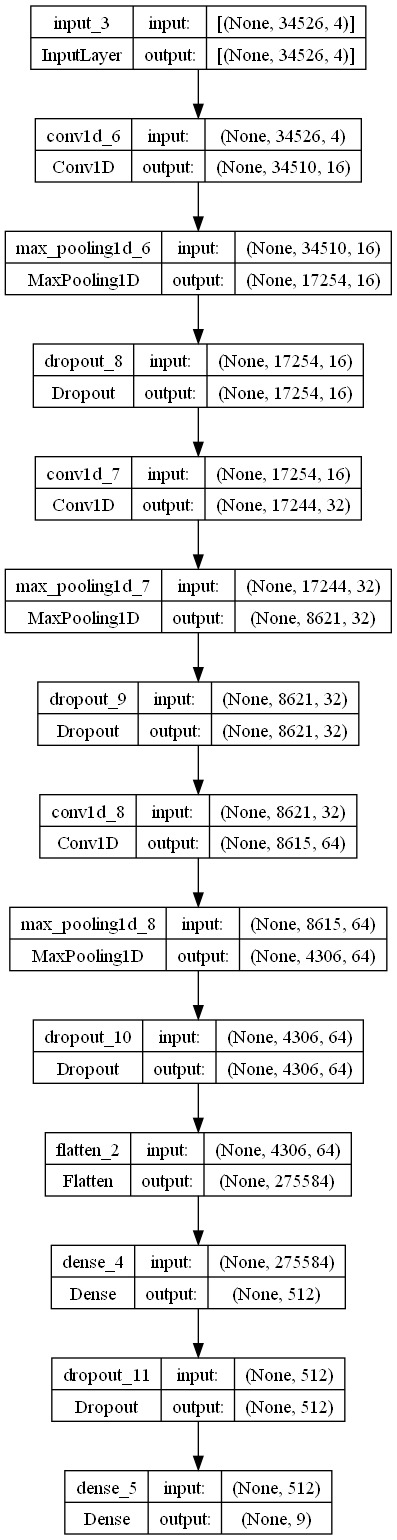 input_3 input: [(None, 34526, 4)]
InputLayer output: [(None, 34526, 4)]
conv1d_6 input: (None, 34526, 4)
Conv1D output: (None, 34510, 16)
max_pooling1d_6 input: (None, 34510, 16)
MaxPooling1D output: (None, 17254, 16)
dropout_8 input: (None, 17254, 16)
Dropout output: (None, 17254, 16)
conv1d_7 input: (None, 17254, 16)
Conv1D output: (None, 17244, 32)
max_pooling1d_7 input: (None, 17244, 32)
MaxPooling1D output: (None, 8621, 32)
dropout_9 input: (None, 8621, 32)
Dropout output: (None, 8621, 32)
conv1d_8 input: (None, 8621, 32)
Conv1D output: (None, 8615, 64)
max_pooling1d_8 input: (None, 8615, 64)
MaxPooling1D output: (None, 4306, 64)
dropout_10 input: (None, 4306, 64)
Dropout output: (None, 4306, 64)
flatten_2 input: (None, 4306, 64)
Flatten output: (None, 275584)
dense_4 input: (None, 275584)
Dense output: (None, 512)
dropout_11 input: (None, 512)
Dropout output: (None, 512)
dense_5 input: (None, 512)
Dense output: (None, 9)